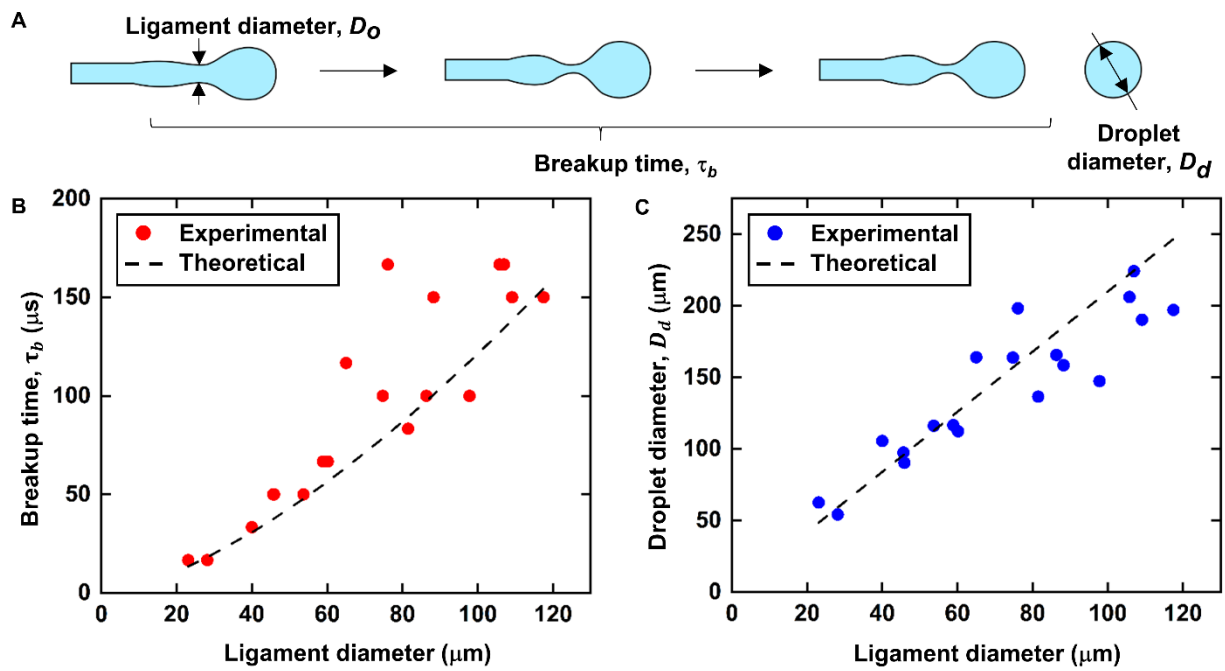 A
Ligament diameter, Do
Breakup time, τb
Droplet
diameter, Dd
B
Experimental
Theoretical
Breakup time, τb (μs)
200
150
100
50
0
0 20 40 60 80 100 120
Ligament diameter (μm)
C
Experimental
Theoretical
Droplet diameter, Dd (μm)
250
200
150
100
50
0
0 20 40 60 80 100 120
Ligament diameter (μm)